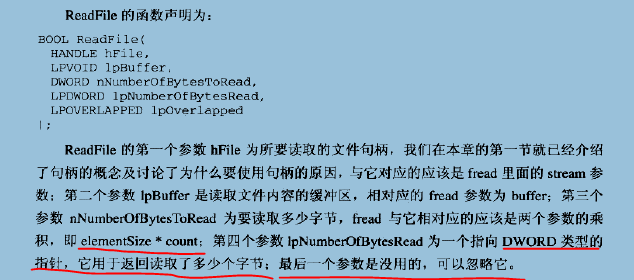 ReadFile 的函数声明为：
BOOL ReadFile(
HANDLE hFile,
LPVOID lpBuffer,
DWORD nNumberOfBytesToRead,
LPDWORD lpNumberOfBytesRead,
LPOVERLAPPED lpOverlapped
);
ReadFile 的第一个参数 hFile 为所要读取的文件句柄，我们在本章的第一节就已经介绍
了句柄的概念及讨论了为什么要使用句柄的原因，与它对应的应该是 fread 里面的 stream 参
数；第二个参数 lpBuffer 是读取文件内容的缓冲区，相对应的 fread 参数为 buffer；第三个
参数 nNumberOfBytesToRead 为要读取多少字节，fread 与它相对应的应该是两个参数的乘
积，即 elementSize * count；第四个参数 lpNumberOfBytesRead 为一个指向 DWORD 类型的
指针，它用于返回读取了多少个字节；最后一个参数是没用的，可以忽略它。